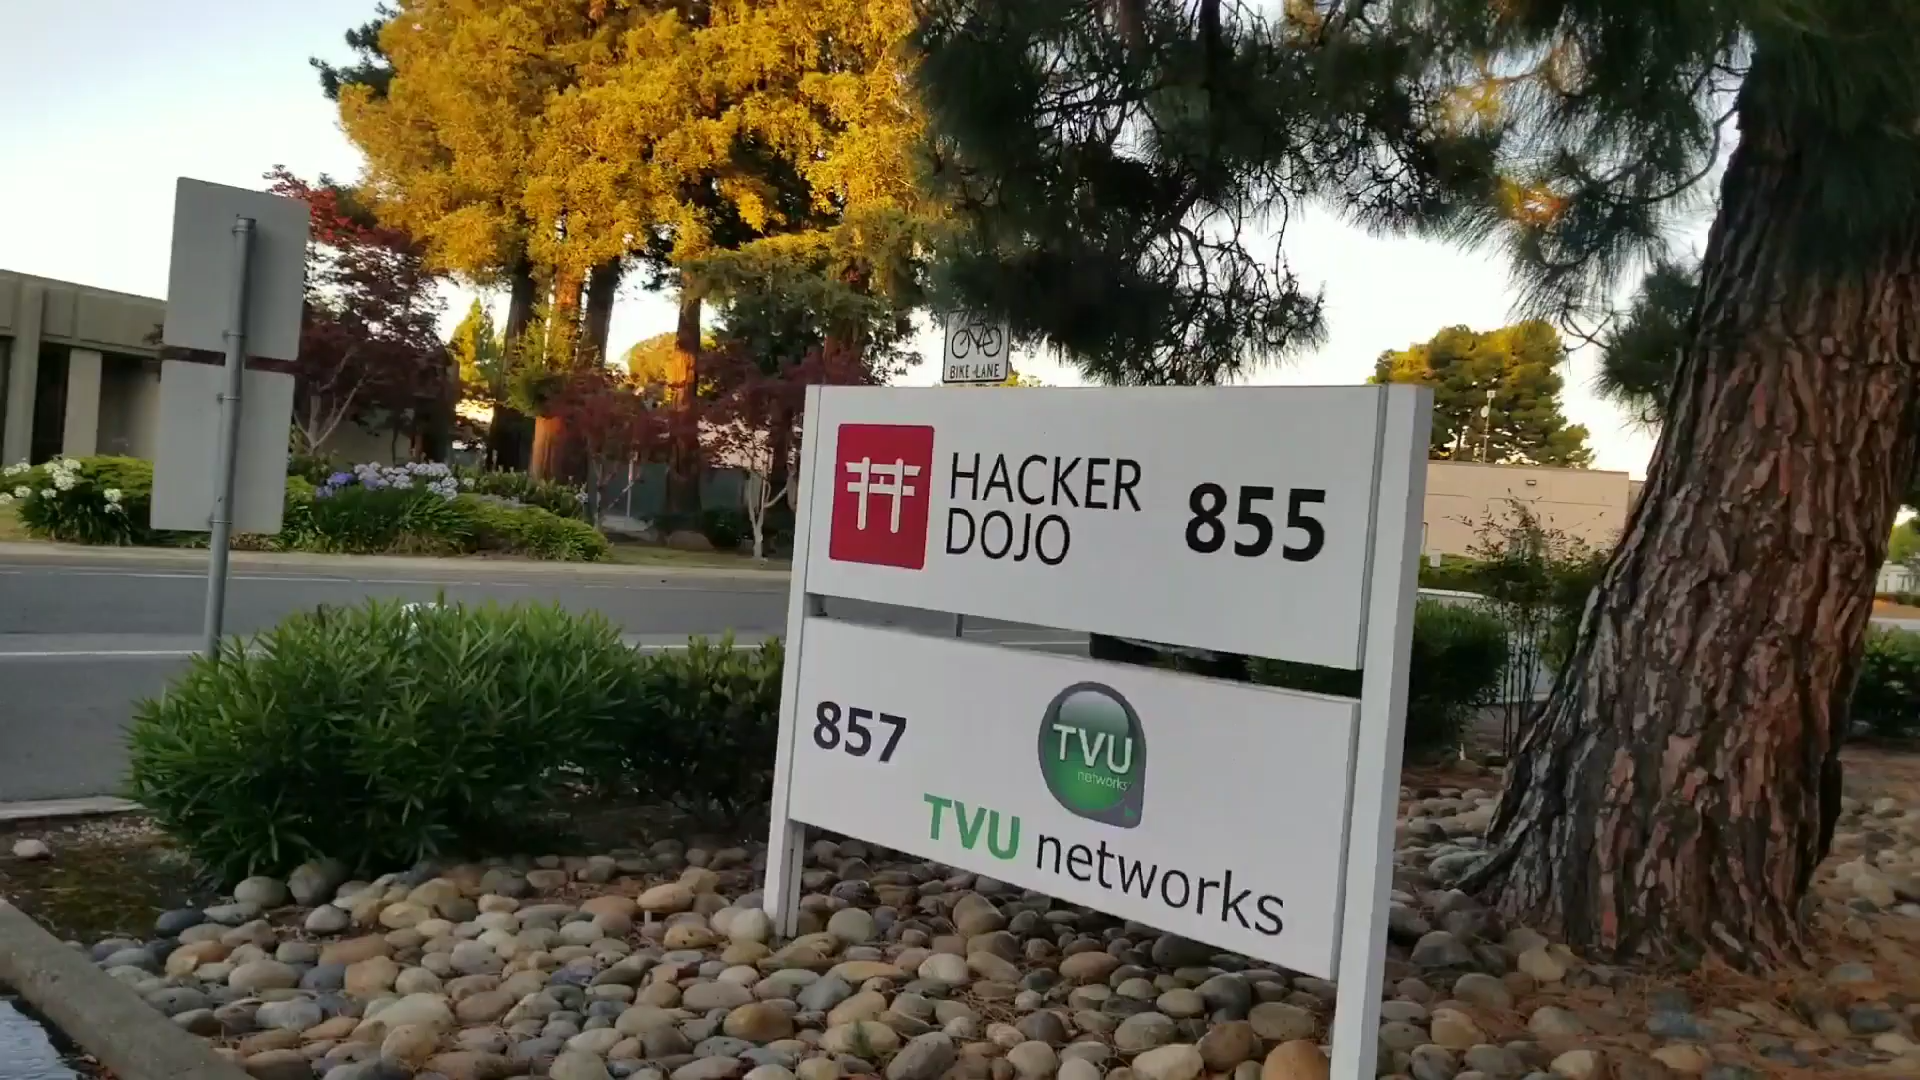 BIKE LANE
HACKER
DOJO
855
857
TVU
networks
TVU networks